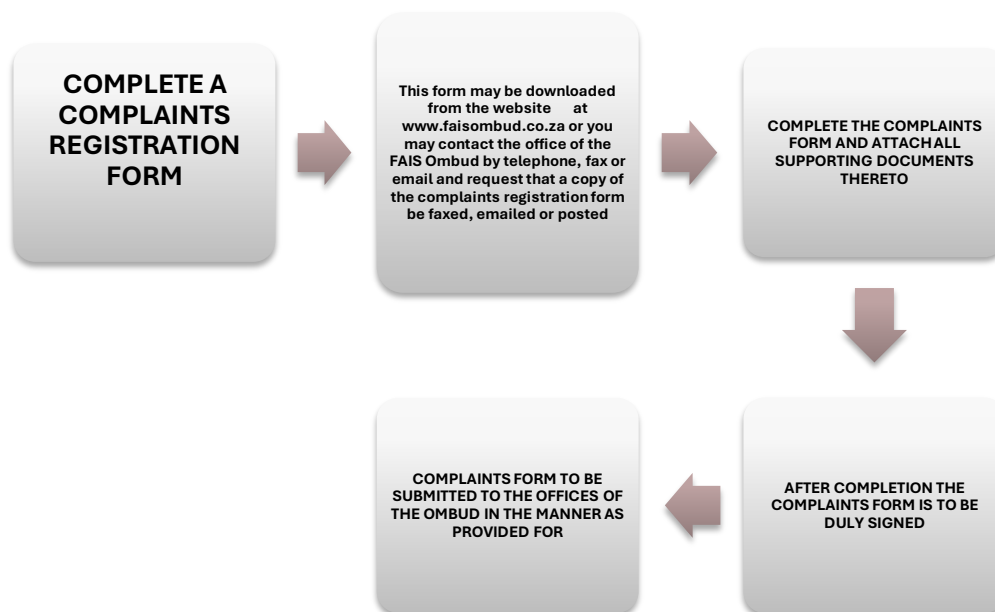 COMPLETE A
COMPLAINTS
REGISTRATION
FORM
This form may be downloaded
from the website at
www.faisombud.co.za or you
may contact the office of the
FAIS Ombud by telephone, fax or
email and request that a copy of
the complaints registration form
be faxed, emailed or posted
COMPLETE THE COMPLAINTS
FORM AND ATTACH ALL
SUPPORTING DOCUMENTS
THERETO
AFTER COMPLETION THE
COMPLAINTS FORM IS TO BE
DULY SIGNED
COMPLAINTS FORM TO BE
SUBMITTED TO THE OFFICES OF
THE OMBUD IN THE MANNER AS
PROVIDED FOR